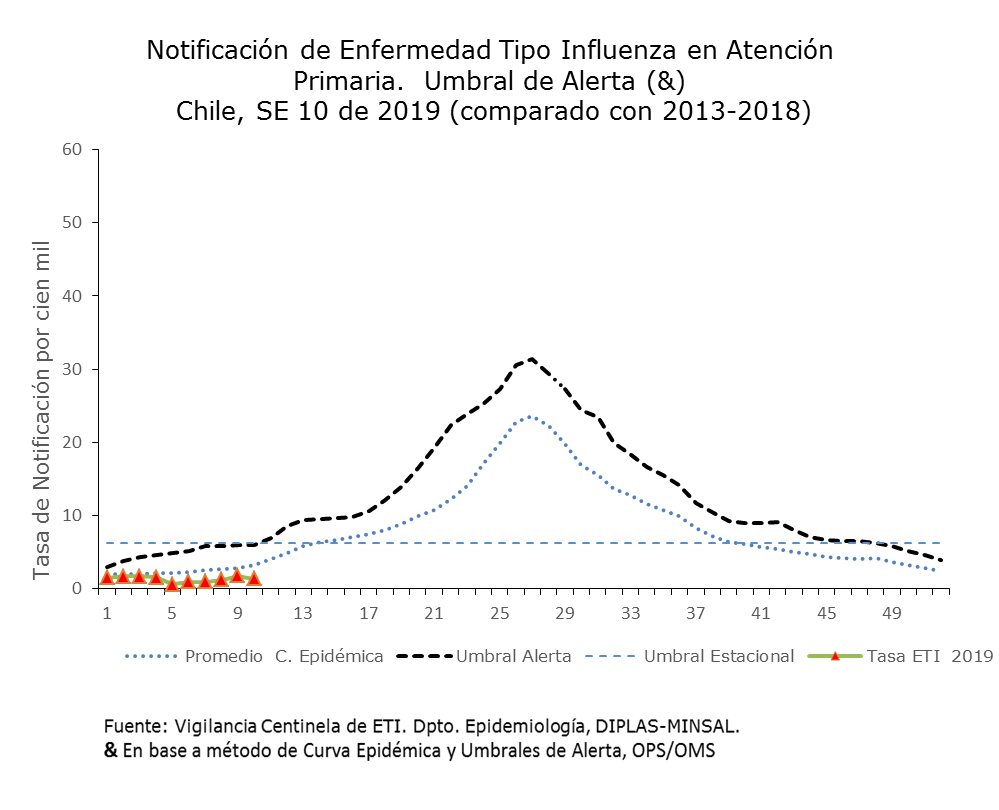 Notificación de Enfermedad Tipo Influenza en Atención
Primaria.  Umbral de Alerta (&)
Chile, SE 10 de 2019 (comparado con 2013-2018)
Tasa de Notificación por cien mil
60
50
40
30
20
10
0
1 5 9 13 17 21 25 29 33 37 41 45 49
Promedio  C. Epidémica Umbral Alerta Umbral Estacional Tasa ETI  2019
Fuente: Vigilancia Centinela de ETI. Dpto. Epidemiología, DIPLAS-MINSAL.
& En base a método de Curva Epidémica y Umbrales de Alerta, OPS/OMS